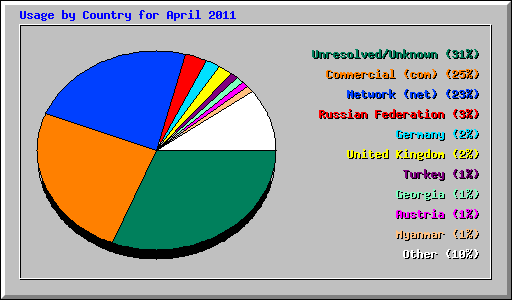 Usage by Country for April 2011
Unresolved/Unknown (31%)
Commercial (com) (25%)
Network (net) (23%)
Russian Federation (3%)
Germany (2%)
United Kingdom (2%)
Turkey (1%)
Georgia (1%)
Austria (1%)
Myanmar (1%)
Other (10%)